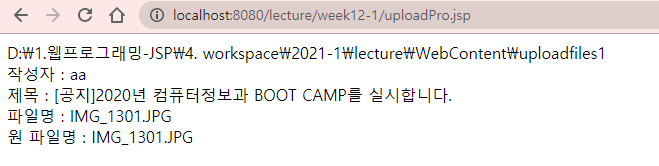 localhost:8080/lecture/week12-1/uploadPro.jsp
D:₩1.웹프로그래밍-JSP₩4. workspace₩2021-1₩lecture₩WebContent₩uploadfiles1
작성자 : aa
제목 : [공지]2020년 컴퓨터정보과 BOOT CAMP를 실시합니다.
파일명 : IMG_1301.JPG
원 파일명 : IMG_1301.JPG